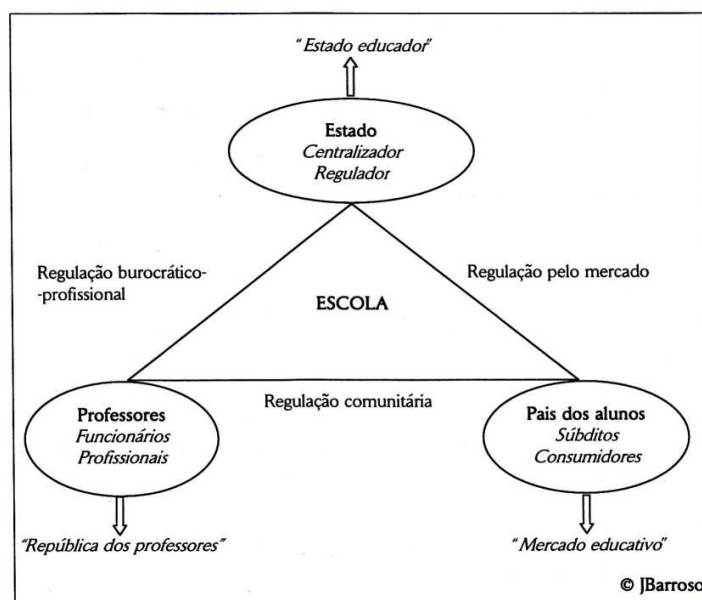 "Estado educador"
Estado
Centralizador
Regulador
Regulação burocrático-
-profissional
Regulação pelo mercado
ESCOLA
Regulação comunitária
Professores
Funcionários
Profissionais
Pais dos alunos
Súbditos
Consumidores
"República dos professores"
"Mercado educativo"
© JBarroso